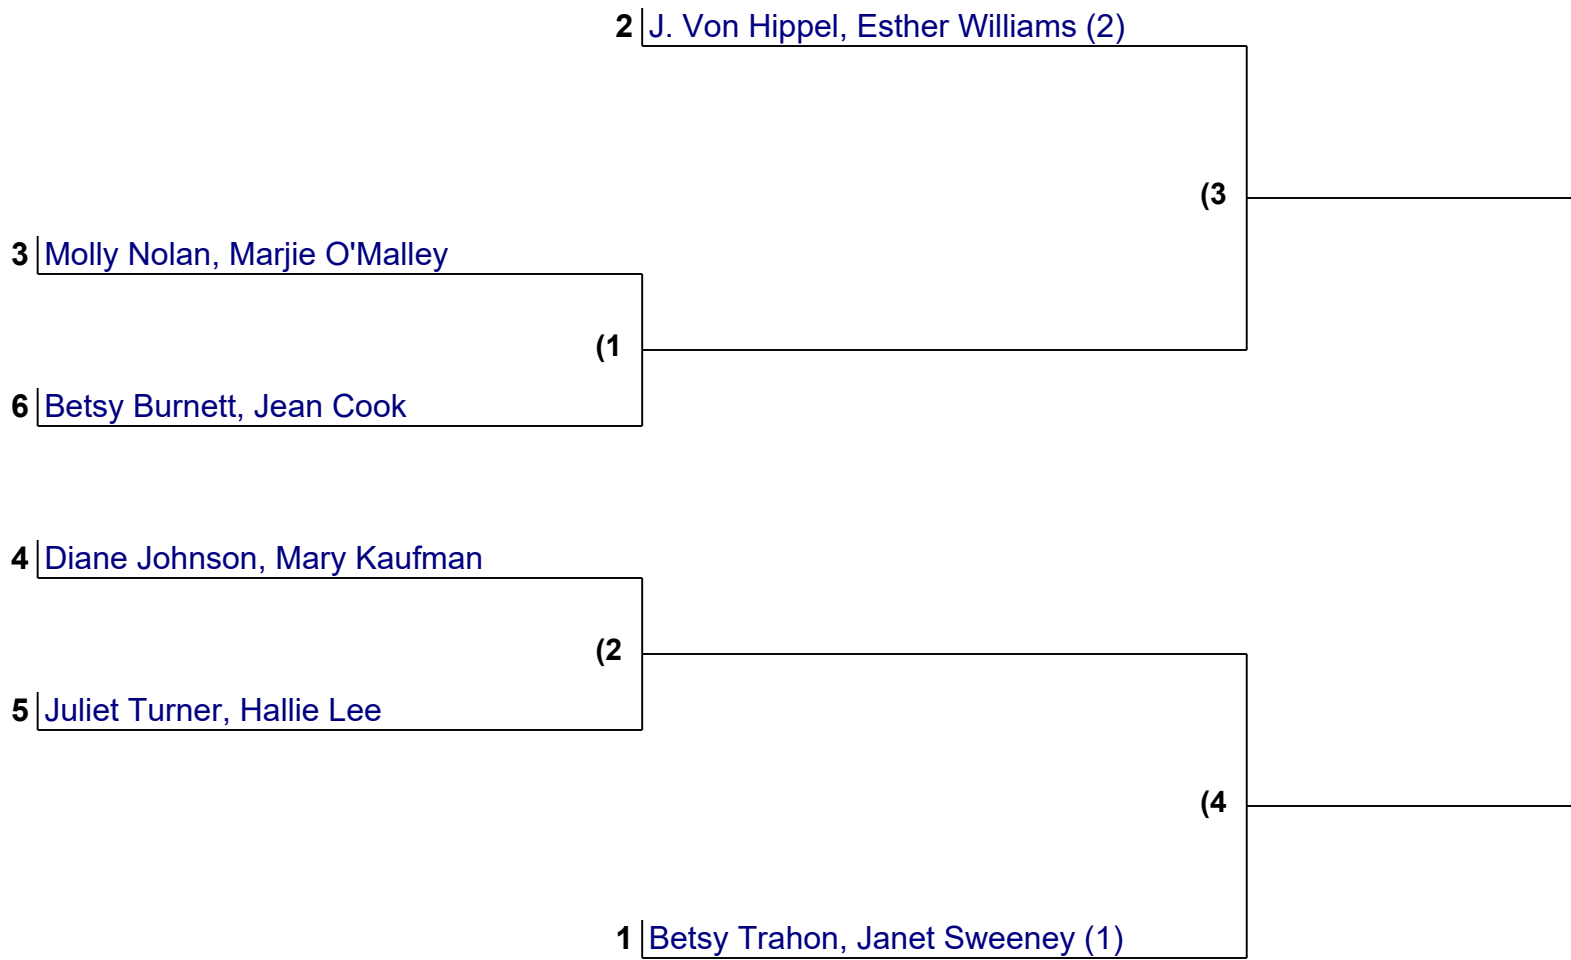 2 J. Von Hippel, Esther Williams (2)
(3
3 Molly Nolan, Marjie O'Malley
(1
6 Betsy Burnett, Jean Cook
4 Diane Johnson, Mary Kaufman
(2
5 Juliet Turner, Hallie Lee
(4
1 Betsy Trahon, Janet Sweeney (1)